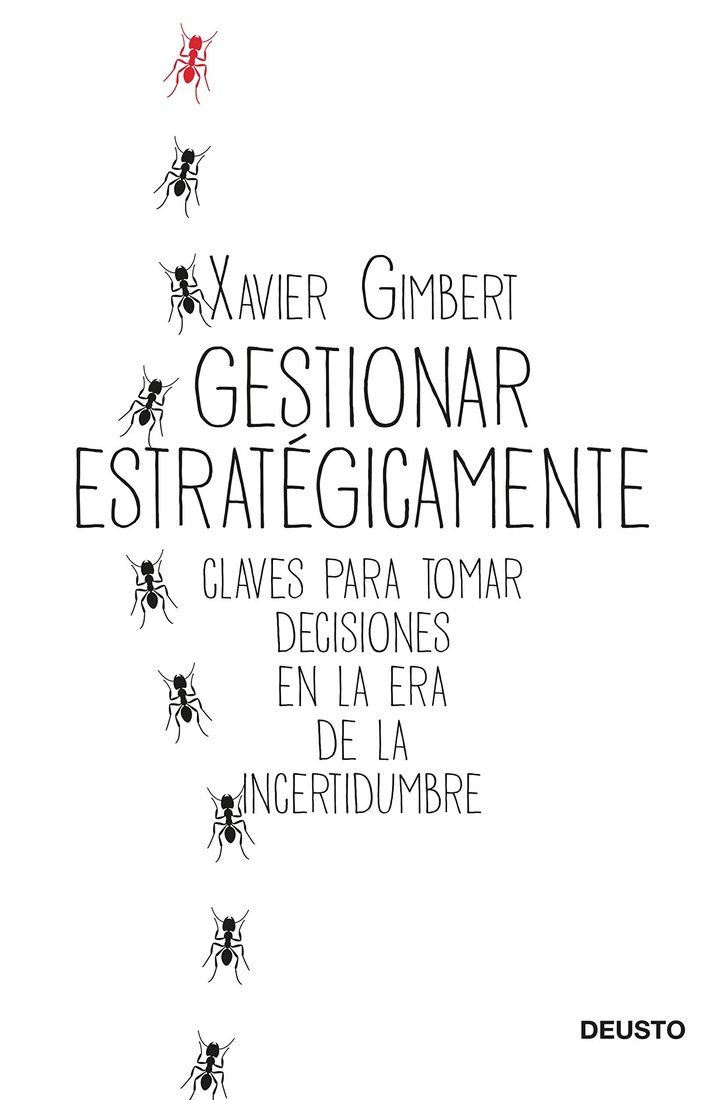 XAVIER GIMBERT
GESTIONAR
ESTRATÉGICAMENTE
CLAVES PARA TOMAR
DECISIONES
EN LA ERA
DE LA
INCERTIDUMBRE
DEUSTO